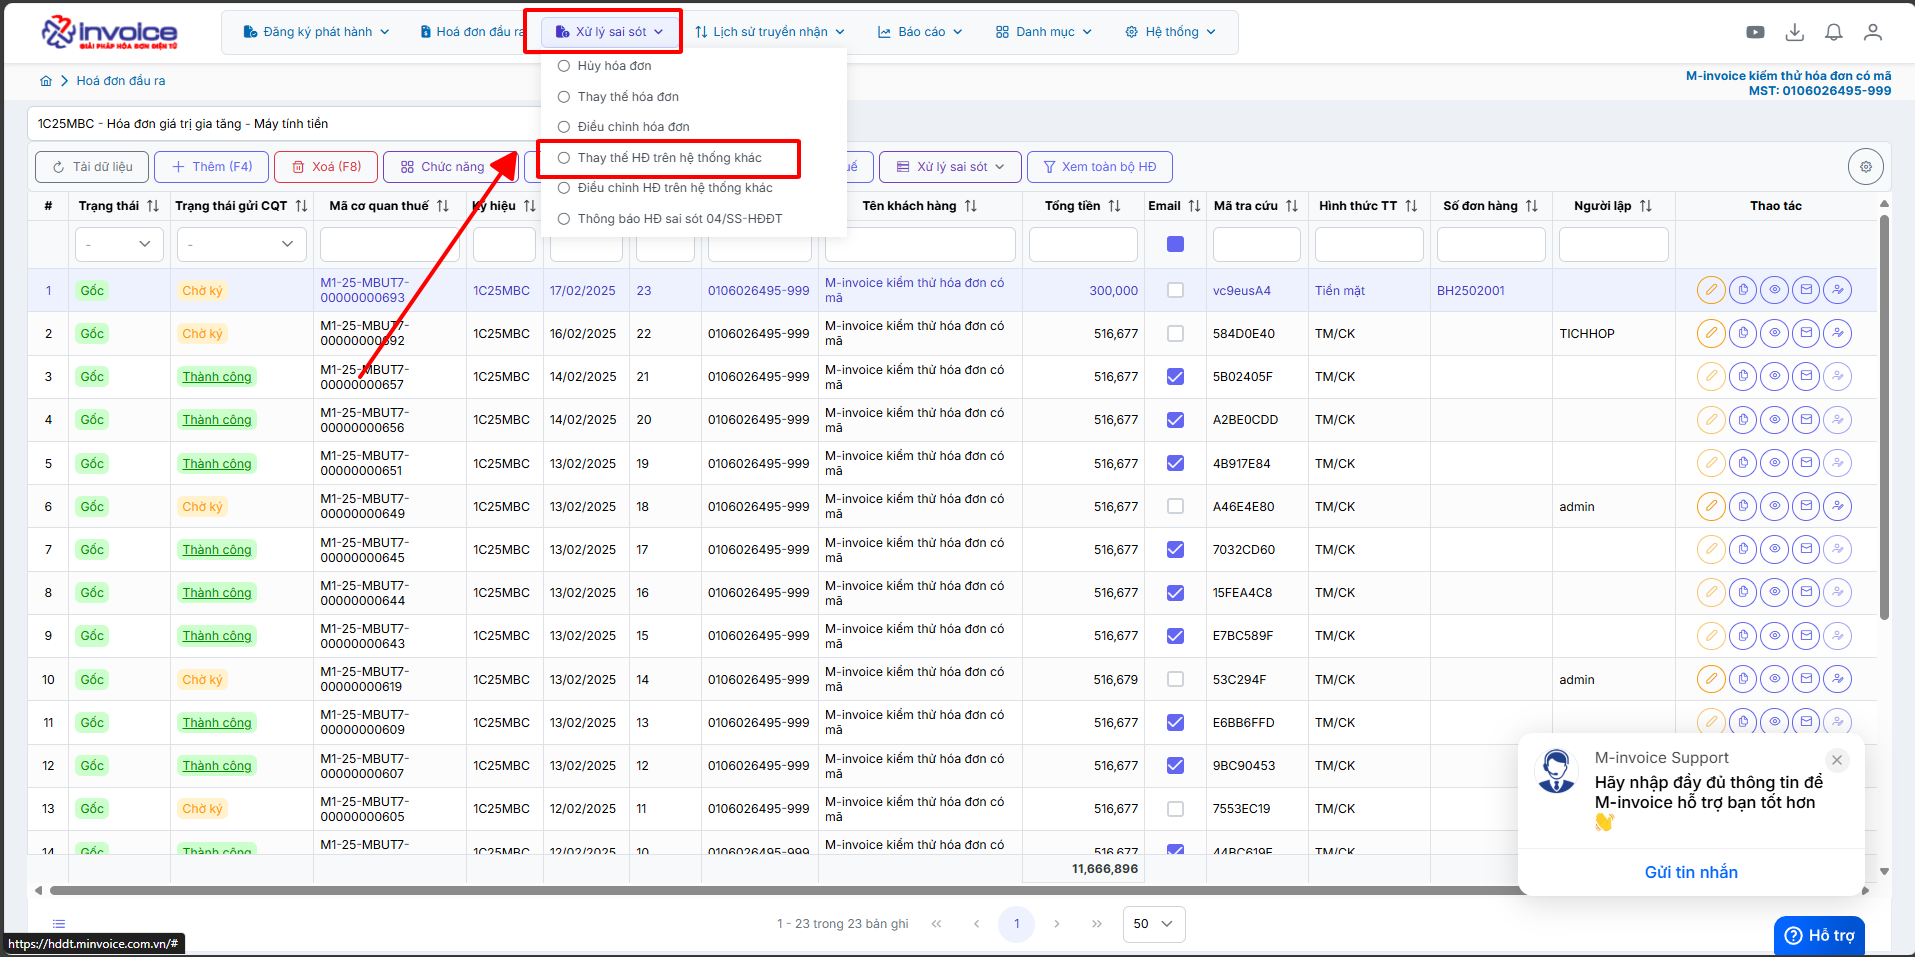 invoice
GIẢI PHÁP HÓA ĐƠN ĐIỆN TỬ
Đăng ký phát hành
Hoá đơn đầu ra
Xử lý sai sót
Lịch sử truyền nhận
Báo cáo
Danh mục
Hệ thống
Hoá đơn đầu ra
M-invoice kiểm thử hóa đơn có mã
MST: 0106026495-999
Hủy hóa đơn
Thay thế hóa đơn
Điều chỉnh hóa đơn
Thay thế HĐ trên hệ thống khác
Điều chỉnh HĐ trên hệ thống khác
Thông báo HĐ sai sót 04/SS-HĐĐT
1C25MBC - Hóa đơn giá trị gia tăng - Máy tính tiền
Tải dữ liệu
Thêm (F4)
Xoá (F8)
Chức năng
uế
Xử lý sai sót
Xem toàn bộ HĐ
# Trạng thái Trạng thái gửi CQT Mã cơ quan thuế Ký hiệu Tên khách hàng Tổng tiền Email Mã tra cứu Hình thức TT Số đơn hàng Người lập Thao tác
- -
1 Gốc Chờ ký M1-25-MBUT7-00000000693 1C25MBC 17/02/2025 23 0106026495-999 M-invoice kiểm thử hóa đơn có mã 300,000 vc9eusA4 Tiền mặt BH2502001
2 Gốc Chờ ký M1-25-MBUT7-00000000692 1C25MBC 16/02/2025 22 0106026495-999 M-invoice kiểm thử hóa đơn có mã 516,677 584D0E40 TM/CK TICHHOP
3 Gốc Thành công M1-25-MBUT7-00000000657 1C25MBC 14/02/2025 21 0106026495-999 M-invoice kiểm thử hóa đơn có mã 516,677 5B02405F TM/CK
4 Gốc Thành công M1-25-MBUT7-00000000656 1C25MBC 14/02/2025 20 0106026495-999 M-invoice kiểm thử hóa đơn có mã 516,677 A2BE0CDD TM/CK
5 Gốc Thành công M1-25-MBUT7-00000000651 1C25MBC 13/02/2025 19 0106026495-999 M-invoice kiểm thử hóa đơn có mã 516,677 4B917E84 TM/CK
6 Gốc Chờ ký M1-25-MBUT7-00000000649 1C25MBC 13/02/2025 18 0106026495-999 M-invoice kiểm thử hóa đơn có mã 516,677 A46E4E80 TM/CK admin
7 Gốc Thành công M1-25-MBUT7-00000000645 1C25MBC 13/02/2025 17 0106026495-999 M-invoice kiểm thử hóa đơn có mã 516,677 7032CD60 TM/CK
8 Gốc Thành công M1-25-MBUT7-00000000644 1C25MBC 13/02/2025 16 0106026495-999 M-invoice kiểm thử hóa đơn có mã 516,677 15FEA4C8 TM/CK
9 Gốc Thành công M1-25-MBUT7-00000000643 1C25MBC 13/02/2025 15 0106026495-999 M-invoice kiểm thử hóa đơn có mã 516,677 E7BC589F TM/CK
10 Gốc Chờ ký M1-25-MBUT7-00000000619 1C25MBC 13/02/2025 14 0106026495-999 M-invoice kiểm thử hóa đơn có mã 516,679 53C294F TM/CK admin
11 Gốc Thành công M1-25-MBUT7-00000000609 1C25MBC 13/02/2025 13 0106026495-999 M-invoice kiểm thử hóa đơn có mã 516,677 E6BB6FFD TM/CK
12 Gốc Thành công M1-25-MBUT7-00000000607 1C25MBC 13/02/2025 12 0106026495-999 M-invoice kiểm thử hóa đơn có mã 516,677 9BC90453 TM/CK
13 Gốc Chờ ký M1-25-MBUT7-00000000605 1C25MBC 12/02/2025 11 0106026495-999 M-invoice kiểm thử hóa đơn có mã 516,677 7553EC19 TM/CK
14 Gốc Thành công M1-25-MBUT7- 1C25MBC 12/02/2025 10 0106026495-999 M-invoice kiểm thử hóa đơn có 516,677 44BC619F TM/CK
11,666,896
M-invoice Support
Hãy nhập đầy đủ thông tin để
M-invoice hỗ trợ bạn tốt hơn
Gửi tin nhắn
1 - 23 trong 23 bản ghi
1
50
Hỗ trợ
https://hddt.minvoice.com.vn/#